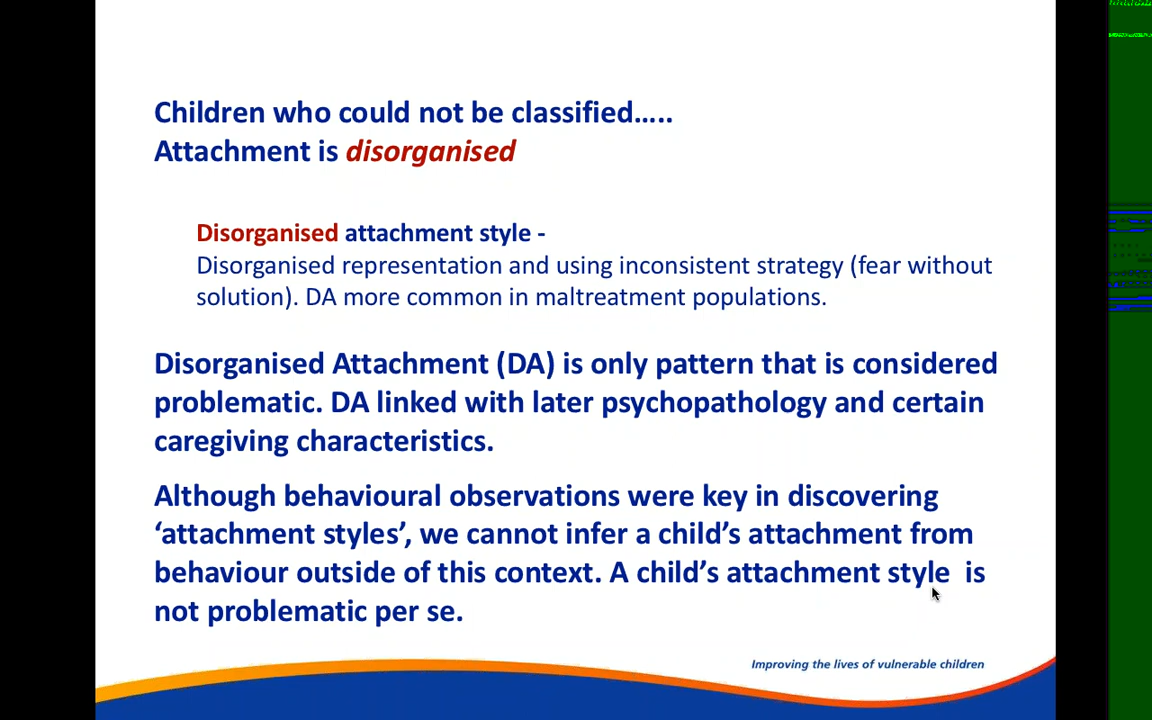 Children who could not be classified.....
Attachment is disorganised
Disorganised attachment style -
Disorganised representation and using inconsistent strategy (fear without
solution). DA more common in maltreatment populations.
Disorganised Attachment (DA) is only pattern that is considered
problematic. DA linked with later psychopathology and certain
caregiving characteristics.
Although behavioural observations were key in discovering
‘attachment styles’, we cannot infer a child’s attachment from
behaviour outside of this context. A child’s attachment style  is
not problematic per se.
Improving the lives of vulnerable children